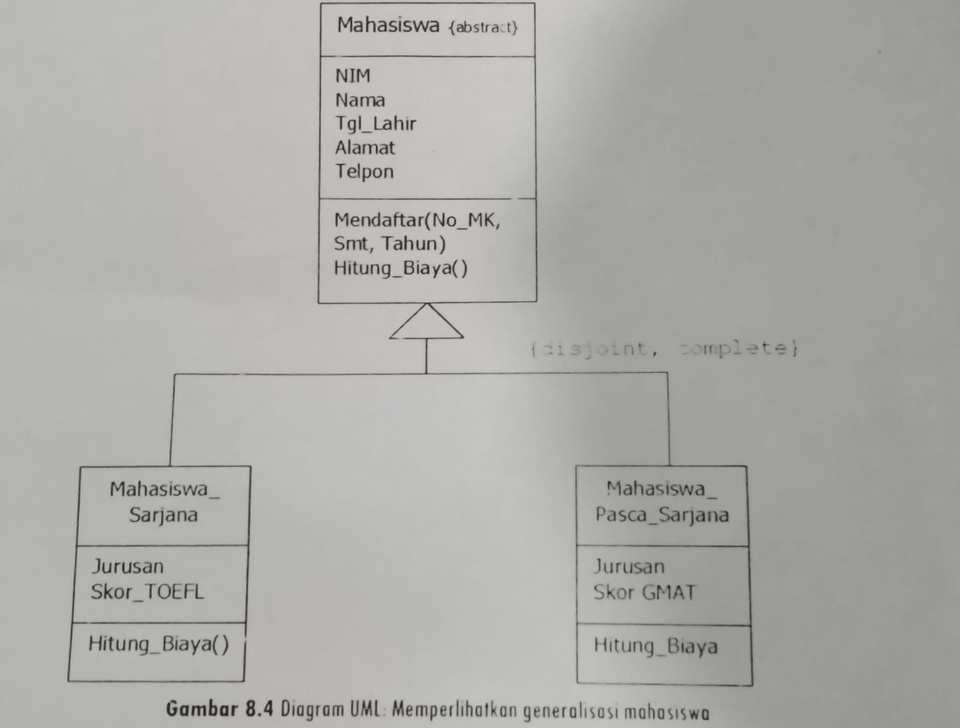 Mahasiswa {abstract}
NIM
Nama
Tgl_Lahir
Alamat
Telpon
Mendaftar(No_MK,
Smt, Tahun)
Hitung_Biaya()
{disjoint, complete}
Mahasiswa_
Sarjana
Jurusan
Skor_TOEFL
Hitung_Biaya()
Mahasiswa_
Pasca_Sarjana
Jurusan
Skor GMAT
Hitung_Biaya
Gambar 8.4 Diagram UML: Memperlihatkan generalisasi mahasiswa